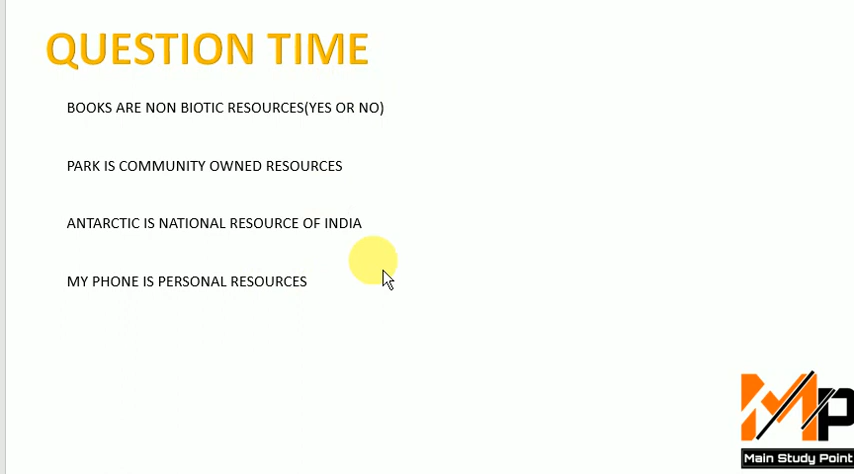 QUESTION TIME
BOOKS ARE NON BIOTIC RESOURCES(YES OR NO)
PARK IS COMMUNITY OWNED RESOURCES
ANTARCTIC IS NATIONAL RESOURCE OF INDIA
MY PHONE IS PERSONAL RESOURCES
MP
Main Study Point